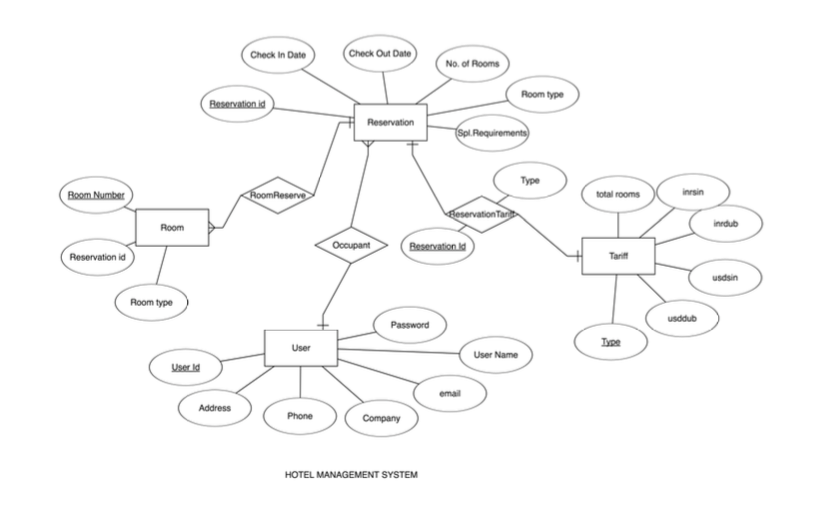 Check In Date
Check Out Date
No. of Rooms
Reservation id
Room type
Reservation
Spl.Requirements
Room Number
RoomReserve
Type
total rooms
inrsin
Room
ReservationTariff
inrdub
Reservation id
Occupant
Reservation Id
Tariff
usdsin
Room type
usddub
Password
Type
User
User Name
User Id
email
Address
Phone
Company
HOTEL MANAGEMENT SYSTEM